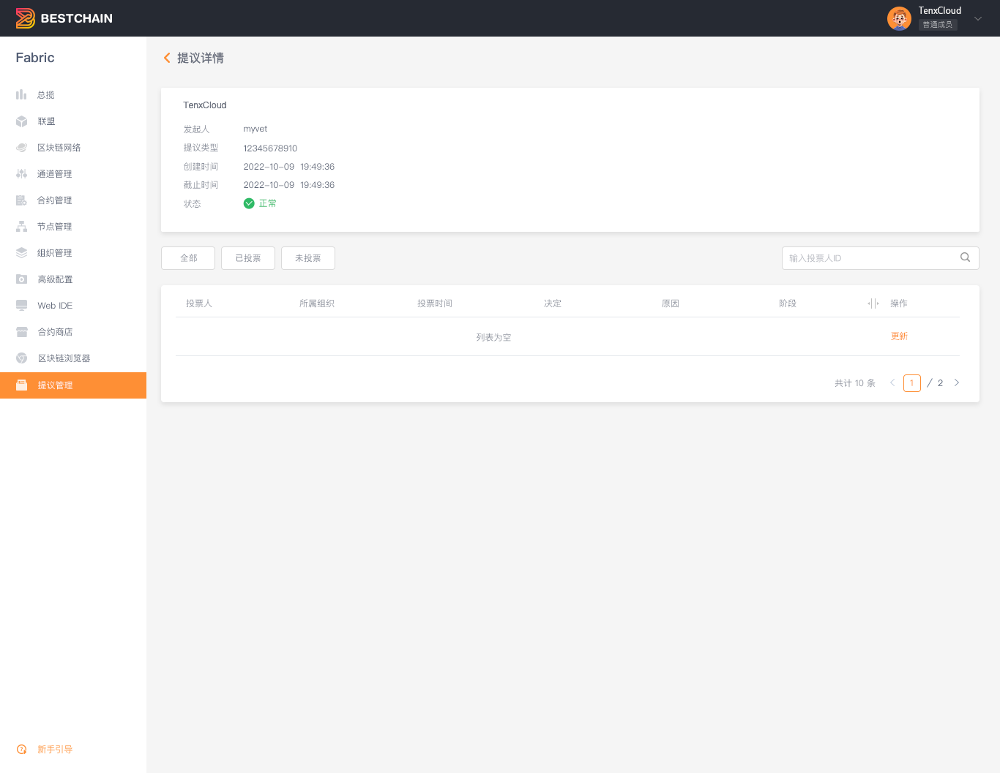 BESTCHAIN
TenxCloud
普通成员
Fabric
总揽
联盟
区块链网络
通道管理
合约管理
节点管理
组织管理
高级配置
Web IDE
合约商店
区块链浏览器
提议管理
新手引导
提议详情
TenxCloud
发起人 myvet
提议类型 12345678910
创建时间 2022-10-09 19:49:36
截止时间 2022-10-09 19:49:36
状态 正常
全部 已投票 未投票 输入投票人ID
投票人 所属组织 投票时间 决定 原因 阶段 操作
列表为空 更新
共计 10 条 1 / 2